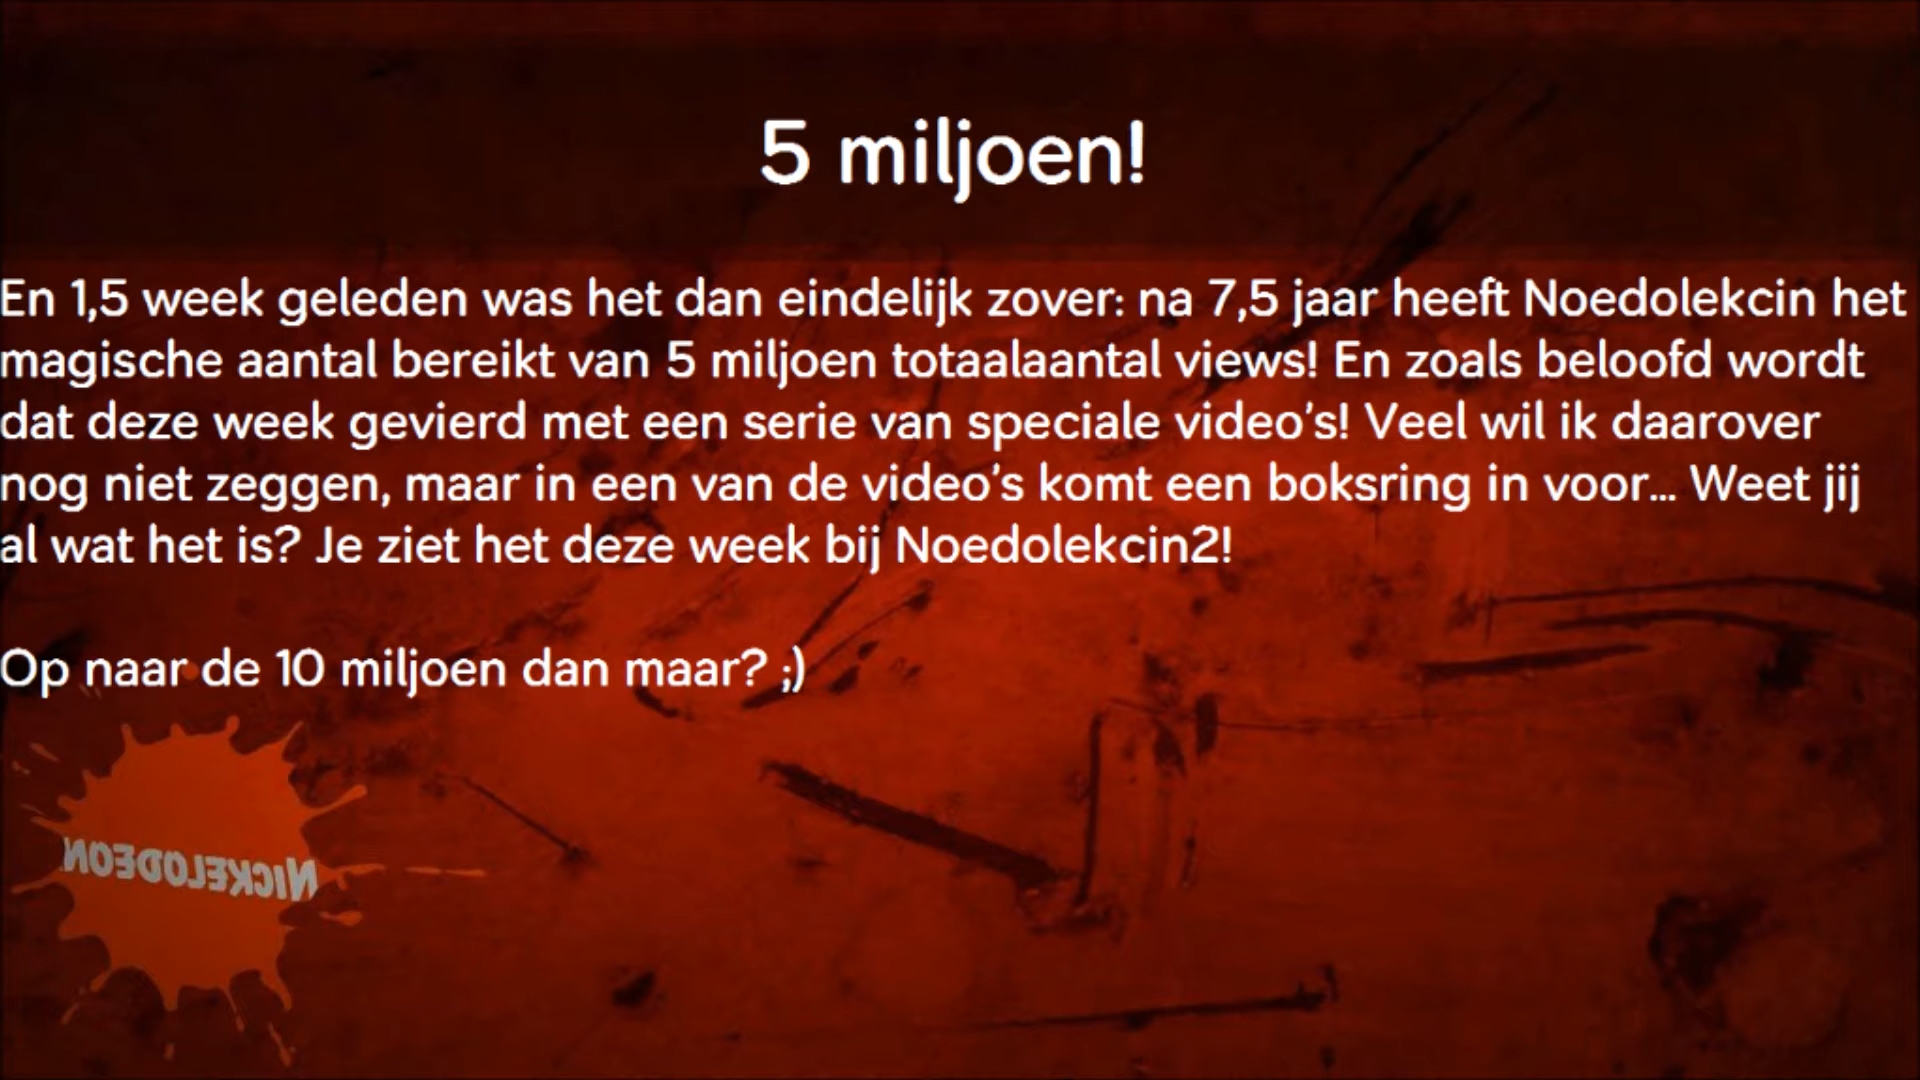 5 miljoen!
En 1,5 week geleden was het dan eindelijk zover: na 7,5 jaar heeft Noedolekcin het
magische aantal bereikt van 5 miljoen totaalaantal views! En zoals beloofd wordt
dat deze week gevierd met een serie van speciale video's! Veel wil ik daarover
nog niet zeggen, maar in een van de video's komt een boksring in voor... Weet jij
al wat het is? Je ziet het deze week bij Noedolekcin2!
Op naar de 10 miljoen dan maar? ;)
NICKELODEON